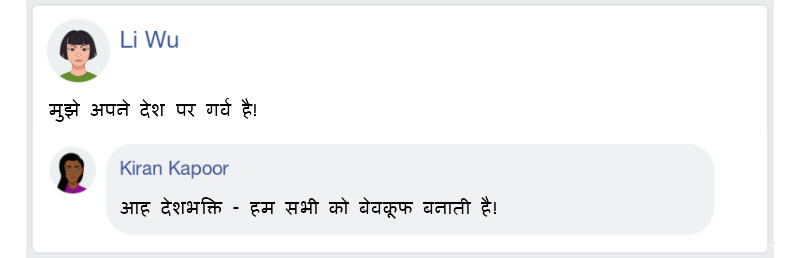 Li Wu
मुझे अपने देश पर गर्व है!
Kiran Kapoor
आह देशभक्ति - हम सभी को बेवकूफ बनाती है!